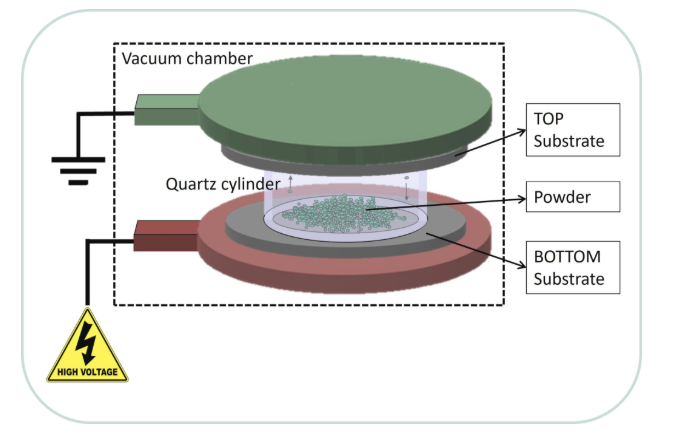 Vacuum chamber
TOP
Substrate
Quartz cylinder
Powder
BOTTOM
Substrate
HIGH VOLTAGE